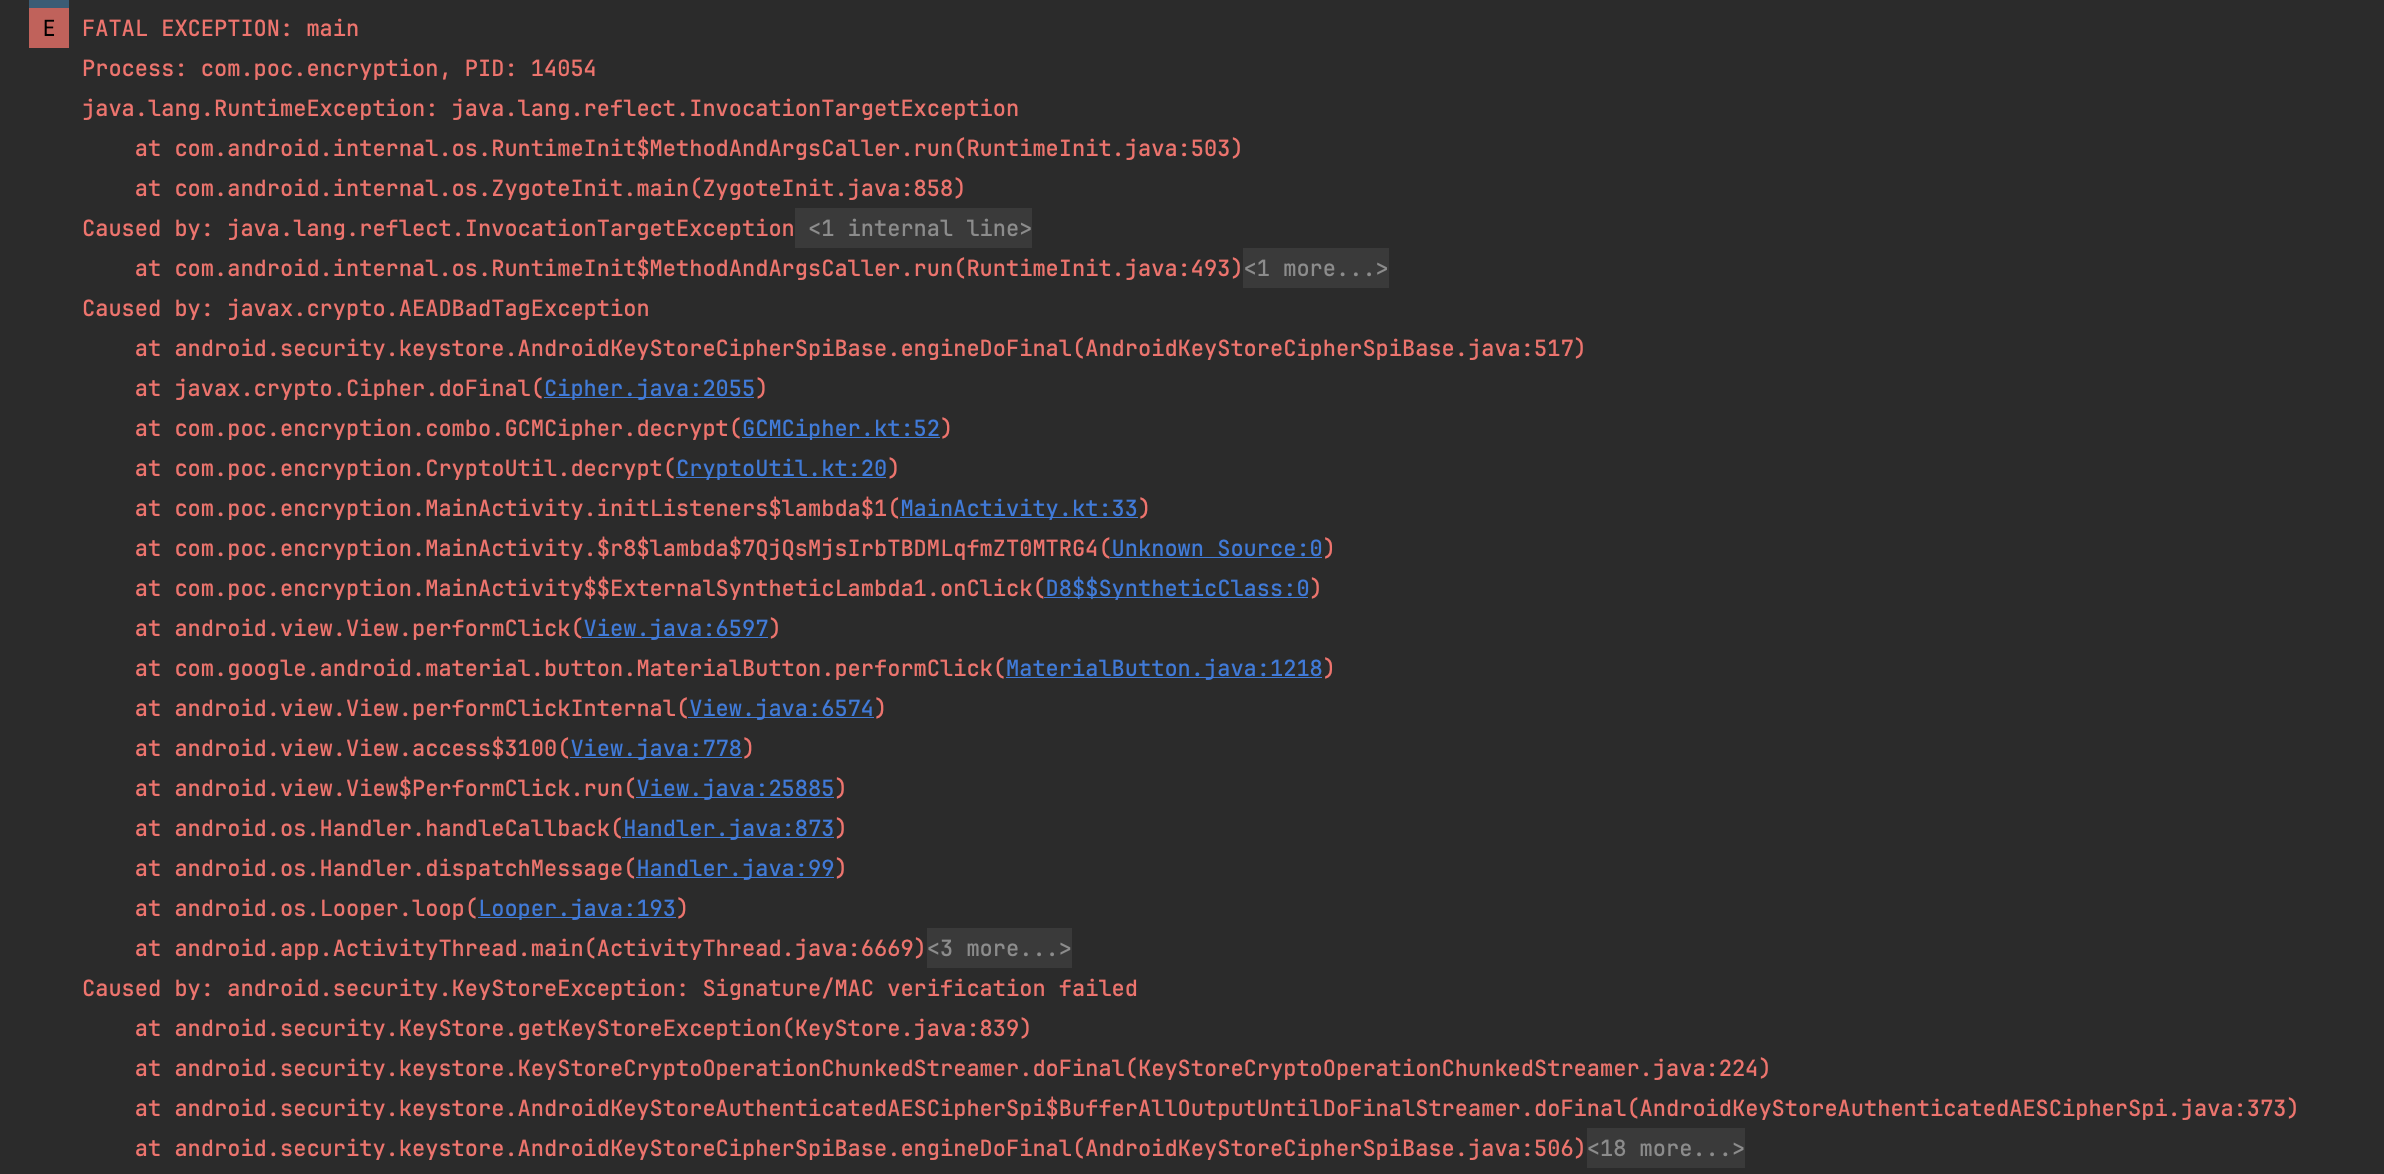 E FATAL EXCEPTION: main
Process: com.poc.encryption, PID: 14054
java.lang.RuntimeException: java.lang.reflect.InvocationTargetException
at com.android.internal.os.RuntimeInit$MethodAndArgsCaller.run(RuntimeInit.java:503)
at com.android.internal.os.ZygoteInit.main(ZygoteInit.java:858)
Caused by: java.lang.reflect.InvocationTargetException <1 internal line>
at com.android.internal.os.RuntimeInit$MethodAndArgsCaller.run(RuntimeInit.java:493)<1 more...>
Caused by: javax.crypto.AEADBadTagException
at android.security.keystore.AndroidKeyStoreCipherSpiBase.engineDoFinal(AndroidKeyStoreCipherSpiBase.java:517)
at javax.crypto.Cipher.doFinal(Cipher.java:2055)
at com.poc.encryption.combo.GCMCipher.decrypt(GCMCipher.kt:52)
at com.poc.encryption.CryptoUtil.decrypt(CryptoUtil.kt:20)
at com.poc.encryption.MainActivity.initListeners$lambda$1(MainActivity.kt:33)
at com.poc.encryption.MainActivity.$r8$lambda$7QjQsMjsIrbTBDMLqfmZT0MTRG4(Unknown Source:0)
at com.poc.encryption.MainActivity$$ExternalSyntheticLambda1.onClick(D8$$SyntheticClass:0)
at android.view.View.performClick(View.java:6597)
at com.google.android.material.button.MaterialButton.performClick(MaterialButton.java:1218)
at android.view.View.performClickInternal(View.java:6574)
at android.view.View.access$3100(View.java:778)
at android.view.View$PerformClick.run(View.java:25885)
at android.os.Handler.handleCallback(Handler.java:873)
at android.os.Handler.dispatchMessage(Handler.java:99)
at android.os.Looper.loop(Looper.java:193)
at android.app.ActivityThread.main(ActivityThread.java:6669)<3 more...>
Caused by: android.security.KeyStoreException: Signature/MAC verification failed
at android.security.KeyStore.getKeyStoreException(KeyStore.java:839)
at android.security.keystore.KeyStoreCryptoOperationChunkedStreamer.doFinal(KeyStoreCryptoOperationChunkedStreamer.java:224)
at android.security.keystore.AndroidKeyStoreAuthenticatedAESCipherSpi$BufferAllOutputUntilDoFinalStreamer.doFinal(AndroidKeyStoreAuthenticatedAESCipherSpi.java:373)
at android.security.keystore.AndroidKeyStoreCipherSpiBase.engineDoFinal(AndroidKeyStoreCipherSpiBase.java:506)<18 more...>